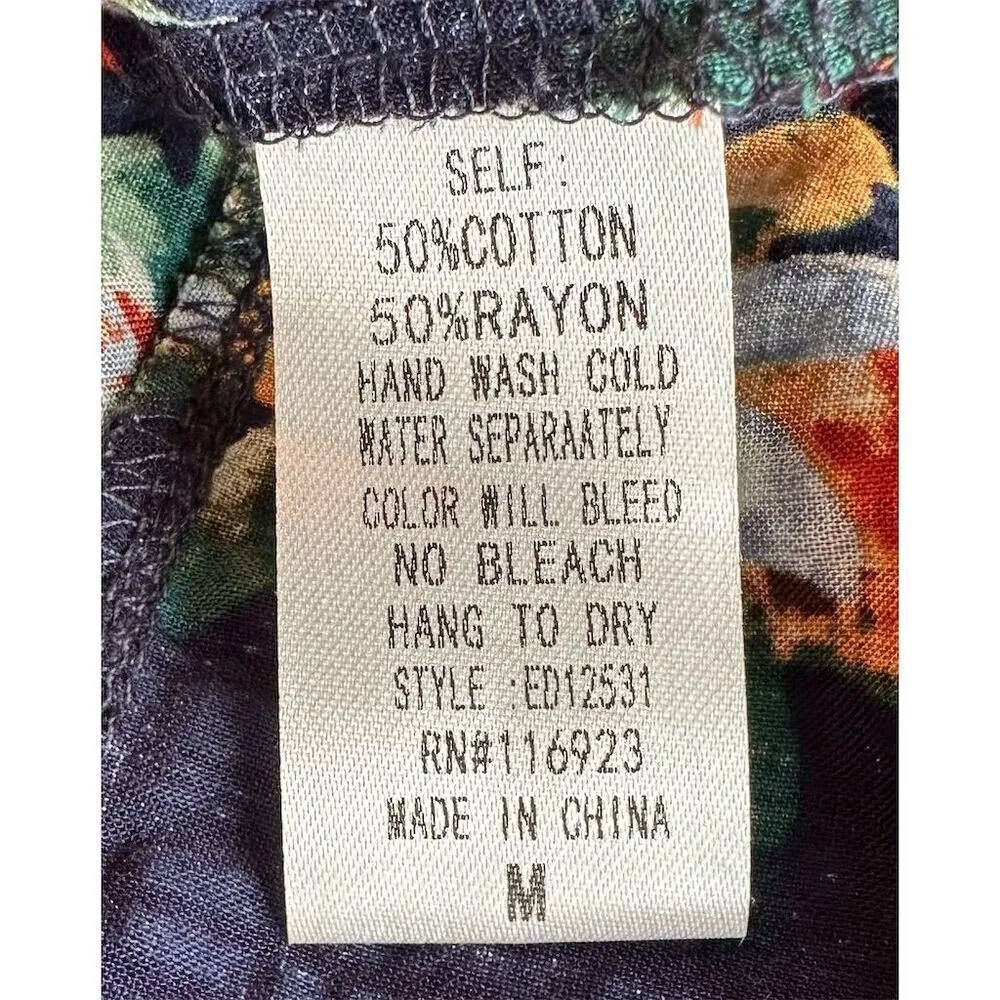 SELF:
50%COTTON
50%RAYON
HAND WASH COLD
WATER SEPARAATELY
COLOR WILL BLEED
NO BLEACH
HANG TO DRY
STYLE :ED12531
RN#116923
MADE IN CHINA
M